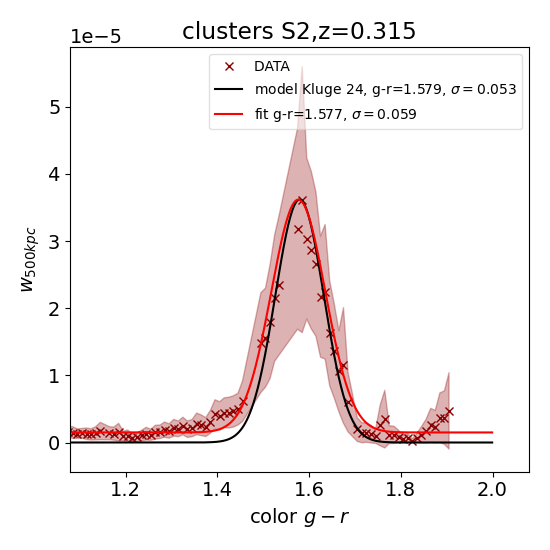 clusters S2,z=0.315
1e−5
DATA
model Kluge 24, g-r=1.579, σ = 0.053
fit g-r=1.577, σ = 0.059
5
4
3
2
1
0
w500kpc
1.2 1.4 1.6 1.8 2.0
color g − r